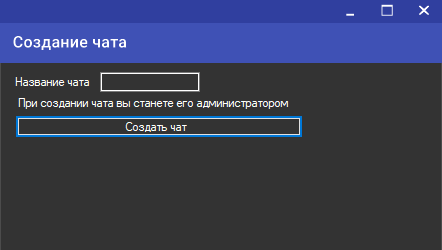 Создание чата
Название чата
При создании чата вы станете его администратором
Создать чат